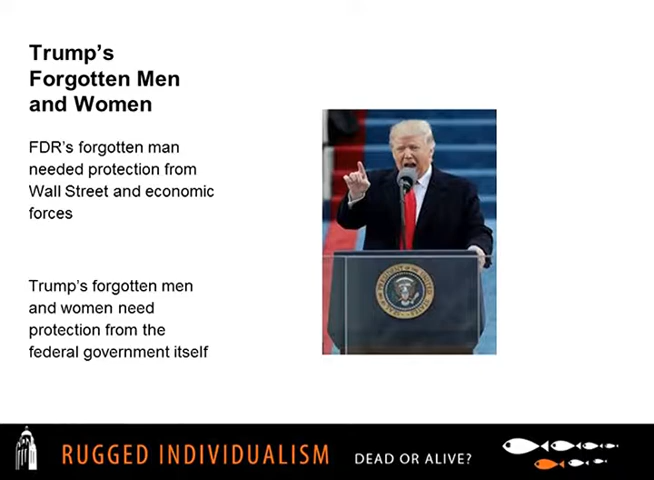 Trump's
Forgotten Men
and Women
FDR's forgotten man
needed protection from
Wall Street and economic
forces
Trump's forgotten men
and women need
protection from the
federal government itself
RUGGED INDIVIDUALISM DEAD OR ALIVE?